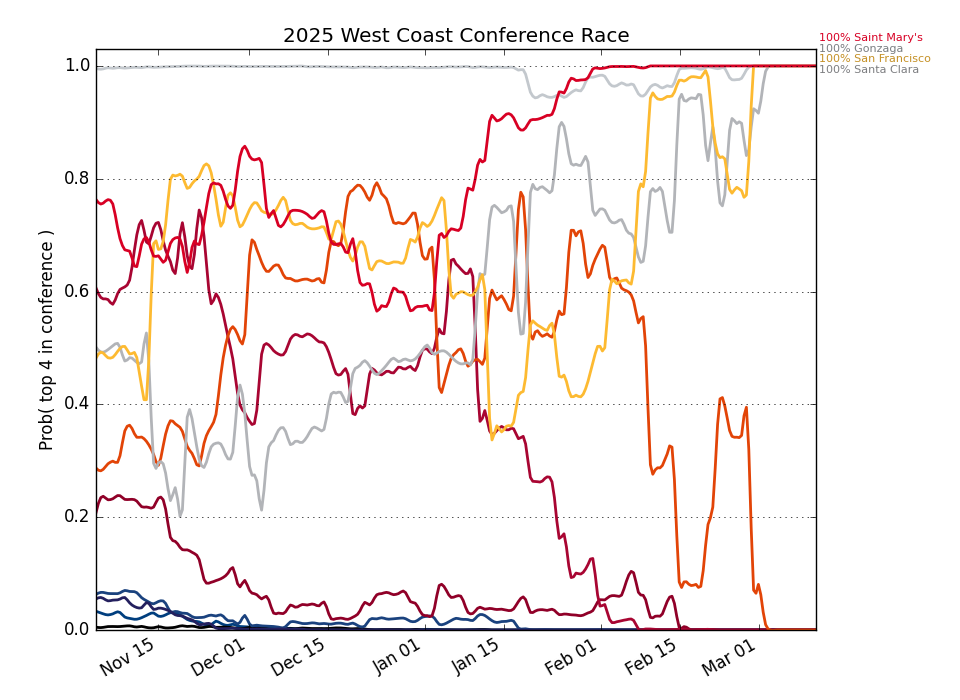 2025 West Coast Conference Race
100% Saint Mary's
100% Gonzaga
100% San Francisco
100% Santa Clara
Prob( top 4 in conference )
1.0
0.8
0.6
0.4
0.2
0.0
Nov 15
Dec 01
Dec 15
Jan 01
Jan 15
Feb 01
Feb 15
Mar 01